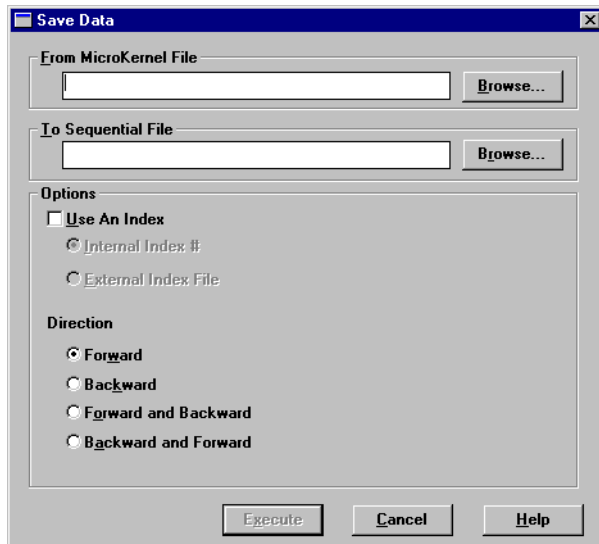 Save Data
From MicroKernel File
Browse...
To Sequential File
Browse...
Options
Use An Index
Internal Index #
External Index File
Direction
Forward
Backward
Forward and Backward
Backward and Forward
Execute Cancel Help